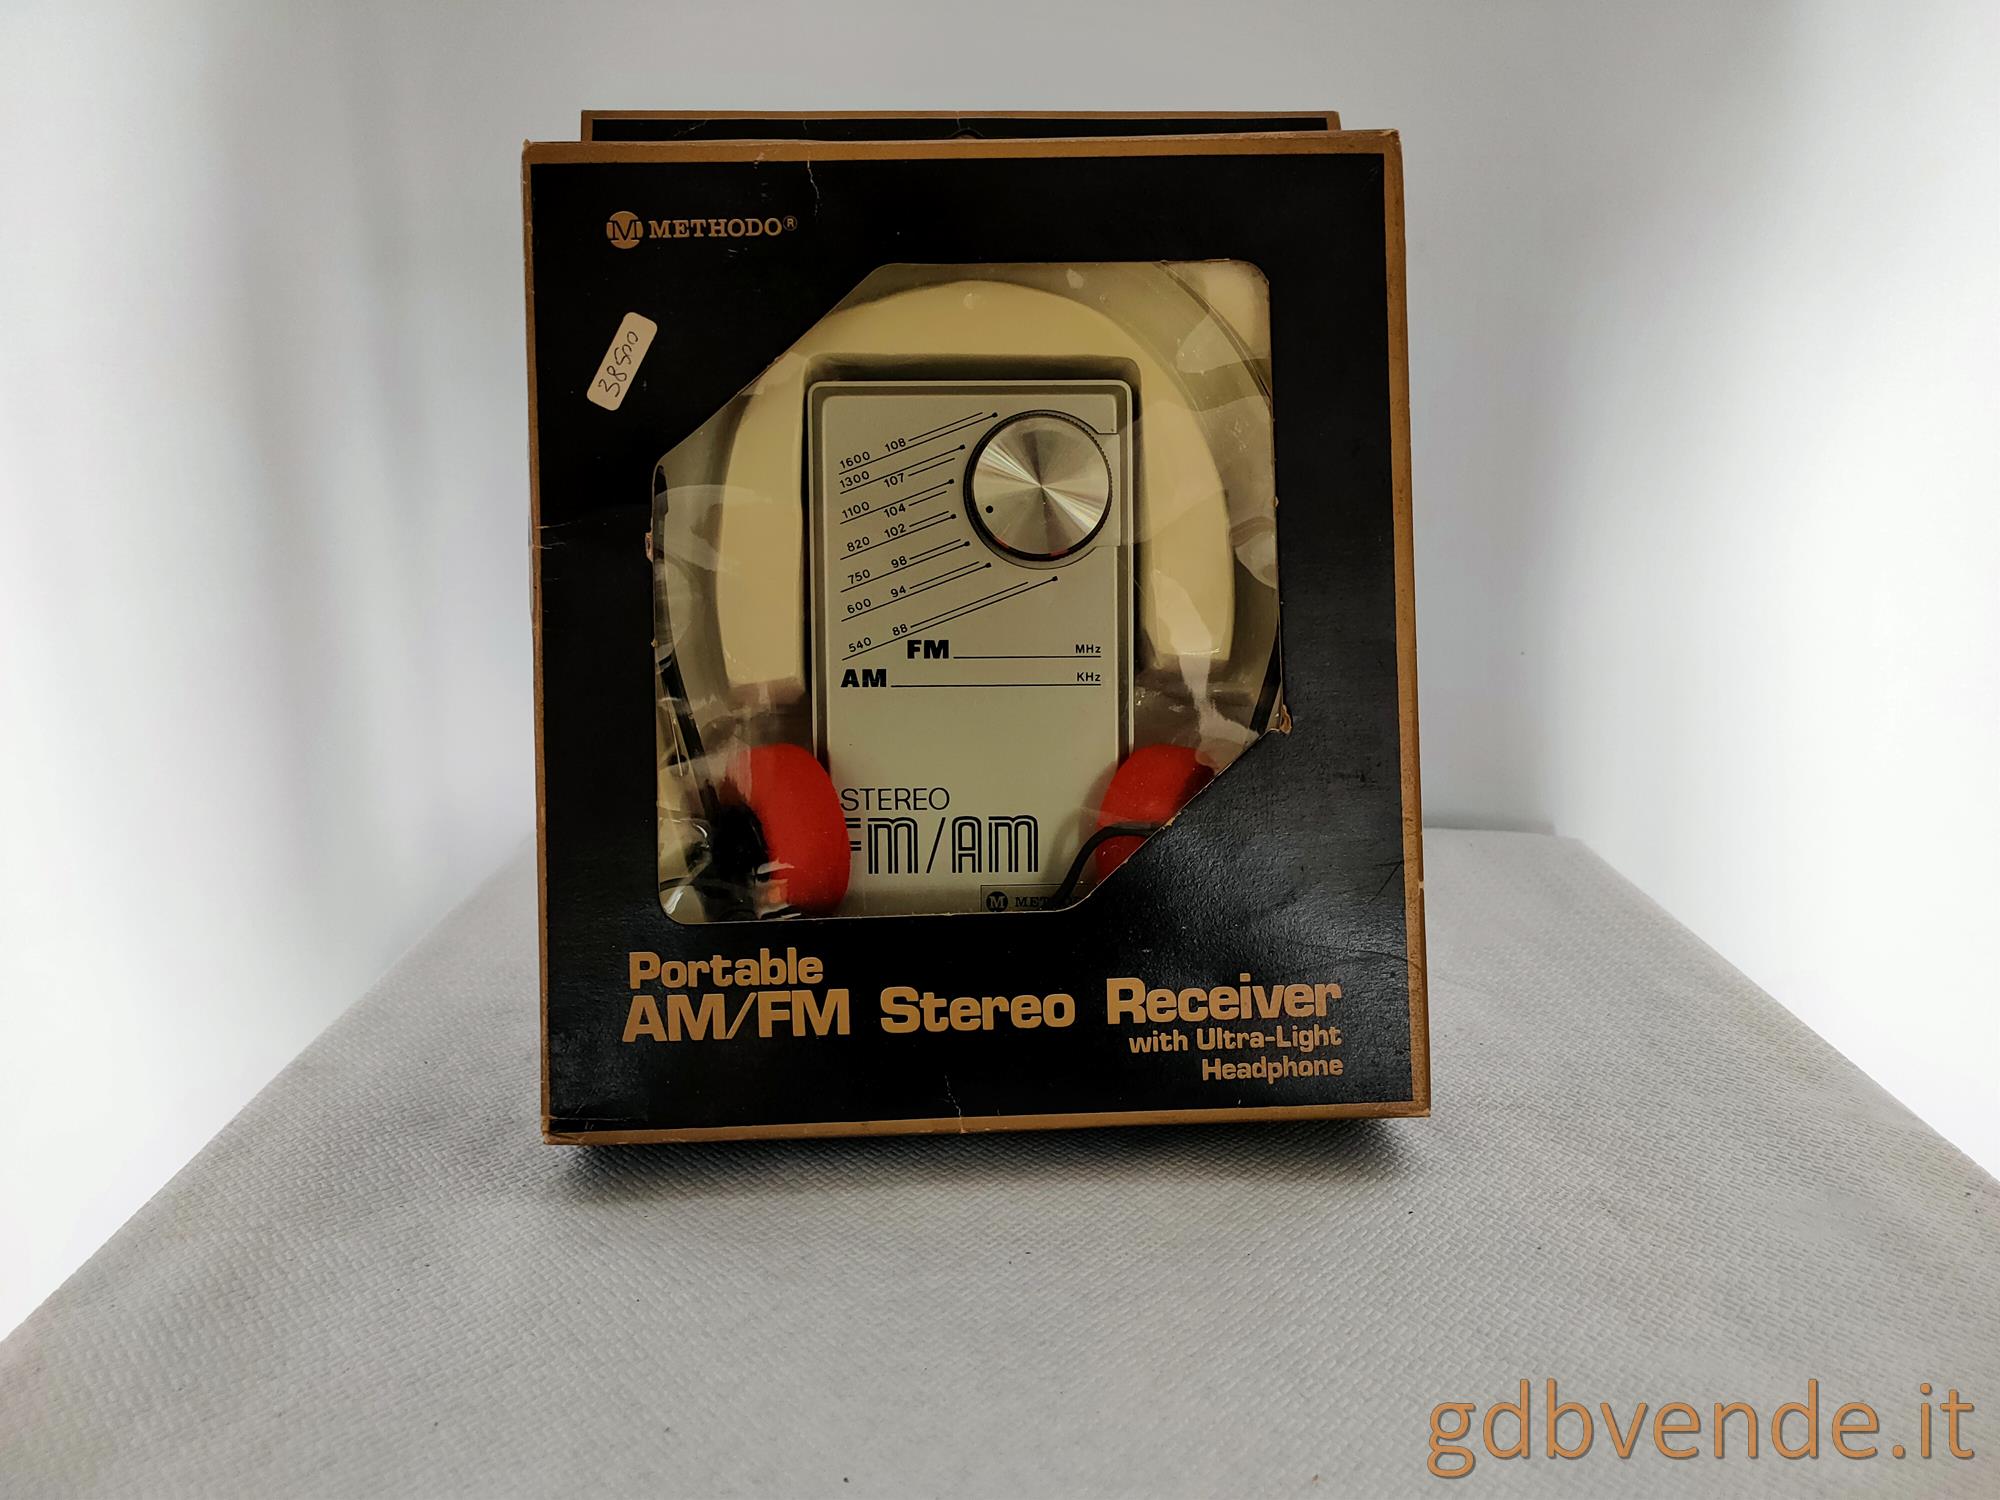 M METHODO®
38500
1600 108
1300 107
1100 104
820 102
750 98
600 94
540 88
FM MHz
AM KHz
STEREO
FM/AM
M
Portable
AM/FM Stereo Receiver
with Ultra-Light
Headphone
gdbvende.it